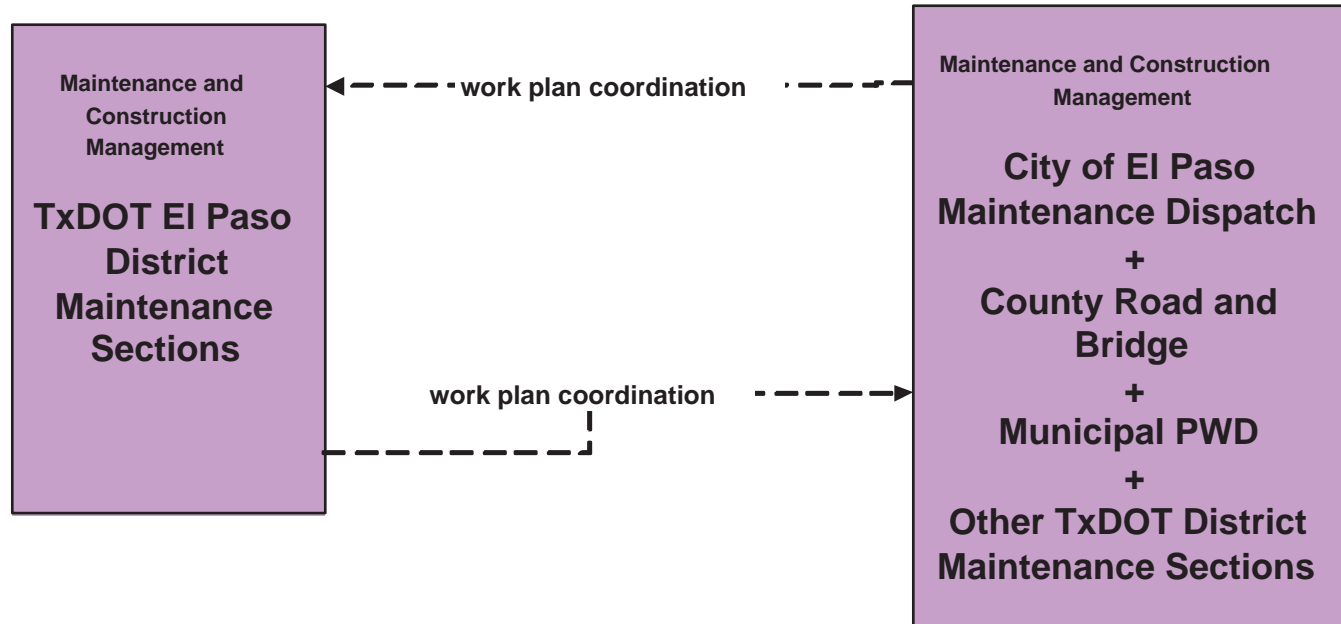 Maintenance and
Construction
Management
TxDOT El Paso
District
Maintenance
Sections
work plan coordination
work plan coordination
Maintenance and Construction
Management
City of El Paso
Maintenance Dispatch
+
County Road and
Bridge
+
Municipal PWD
+
Other TxDOT District
Maintenance Sections